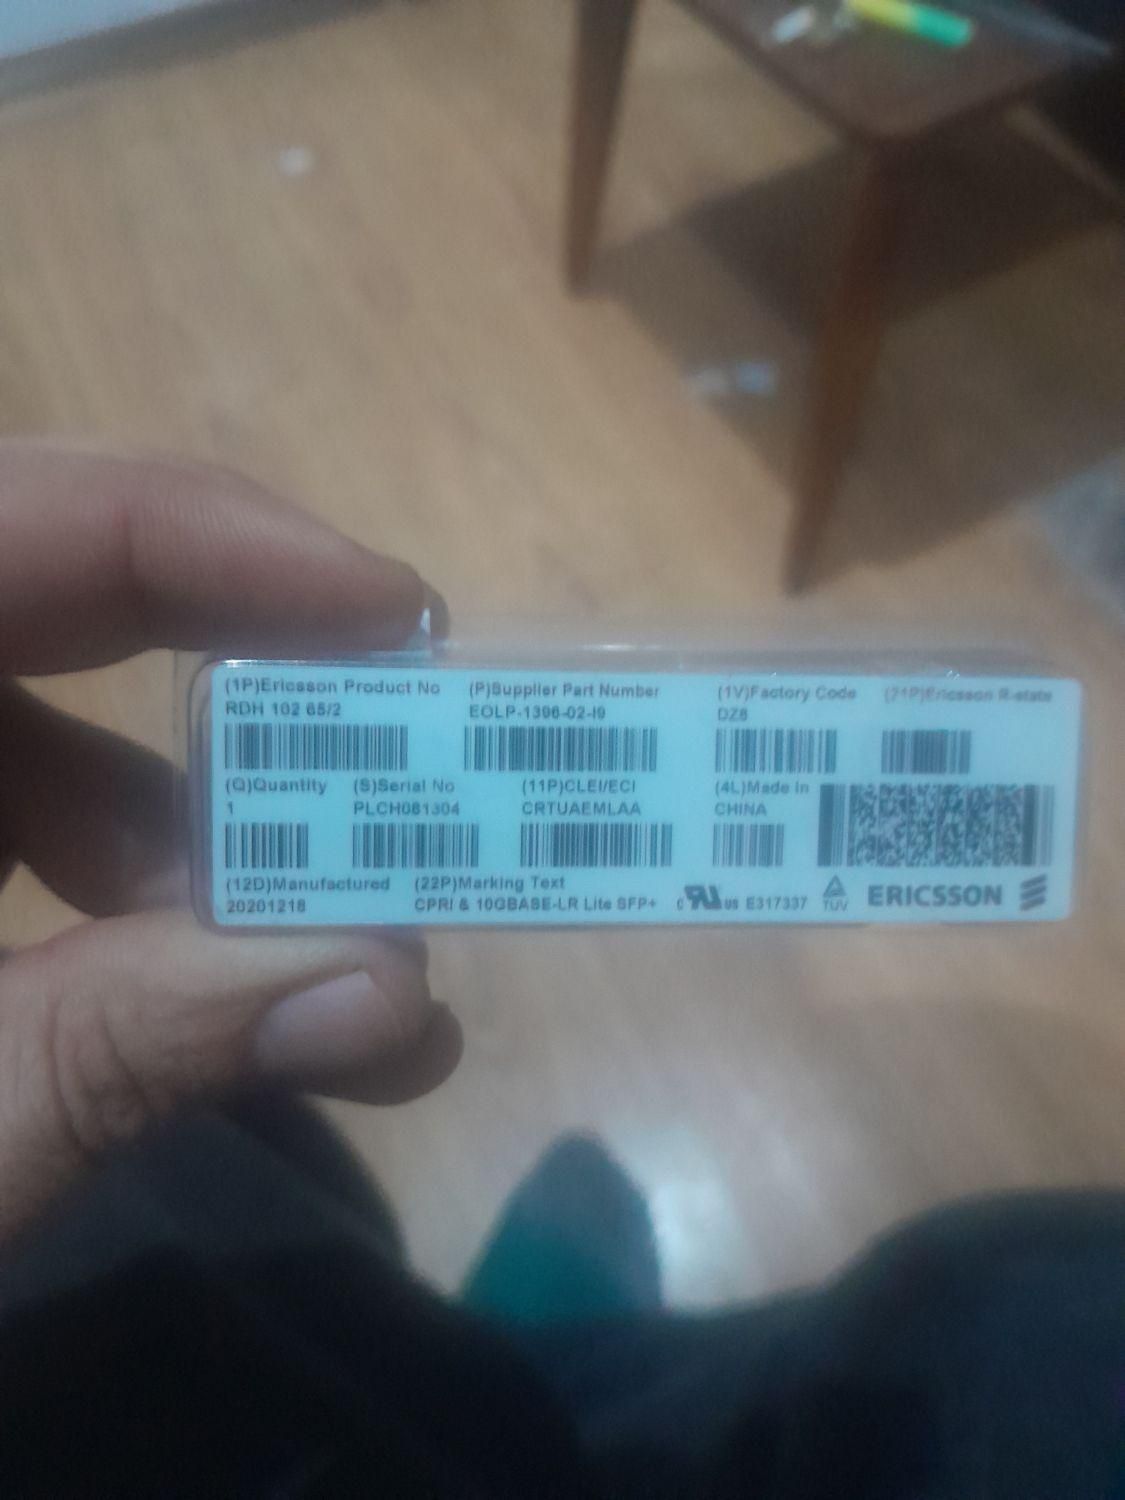 (1P)Ericsson Product No
RDH 102 65/2
(P)Supplier Part Number
EOLP-1396-02-I9
(1V)Factory Code
DZ8
(21P)Ericsson R-state
(Q)Quantity
1
(S)Serial No
PLCH081304
(11P)CLEI/ECI
CRTUAEMLAA
(4L)Made in
CHINA
(12D)Manufactured
20201218
(22P)Marking Text
CPRI & 10GBASE-LR Lite SFP+
c RU us E317337
TUV
ERICSSON